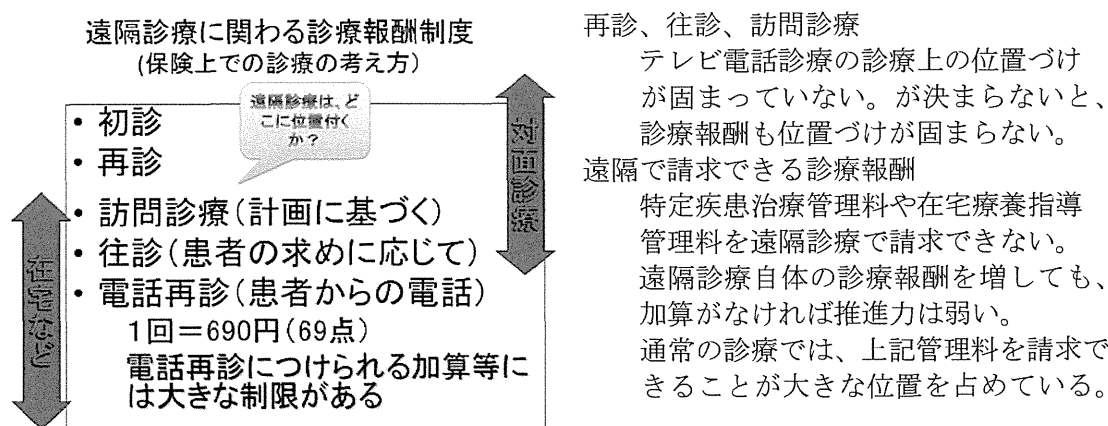 遠隔診療に関わる診療報酬制度
(保険上での診療の考え方)
遠隔診療は、ど
こに位置付く
か？
・初診
・再診
・訪問診療(計画に基づく)
・往診(患者の求めに応じて)
・電話再診(患者からの電話)
1回＝690円(69点)
電話再診につけられる加算等に
は大きな制限がある
対面診療
在宅など
再診、往診、訪問診療
テレビ電話診療の診療上の位置づけ
が固まっていない。が決まらないと、
診療報酬も位置づけが固まらない。
遠隔で請求できる診療報酬
特定疾患治療管理料や在宅療養指導
管理料を遠隔診療で請求できない。
遠隔診療自体の診療報酬を増しても、
加算がなければ推進力は弱い。
通常の診療では、上記管理料を請求で
きることが大きな位置を占めている。